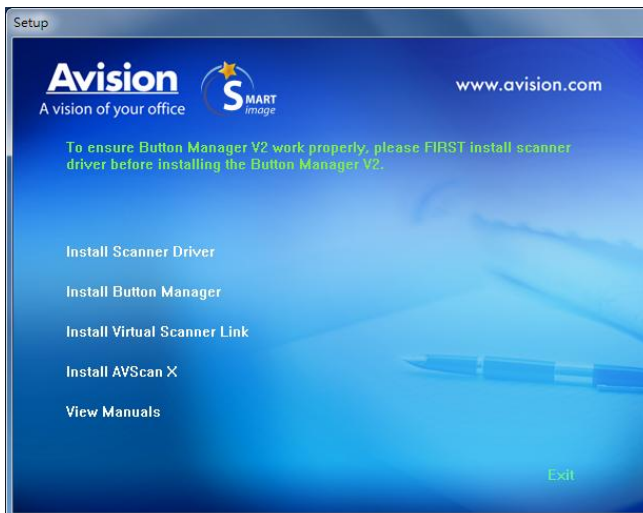 Setup
Avision
A vision of your office
SMART
image
www.avision.com
To ensure Button Manager V2 work properly, please FIRST install scanner
driver before installing the Button Manager V2.
Install Scanner Driver
Install Button Manager
Install Virtual Scanner Link
Install AVScan X
View Manuals
Exit